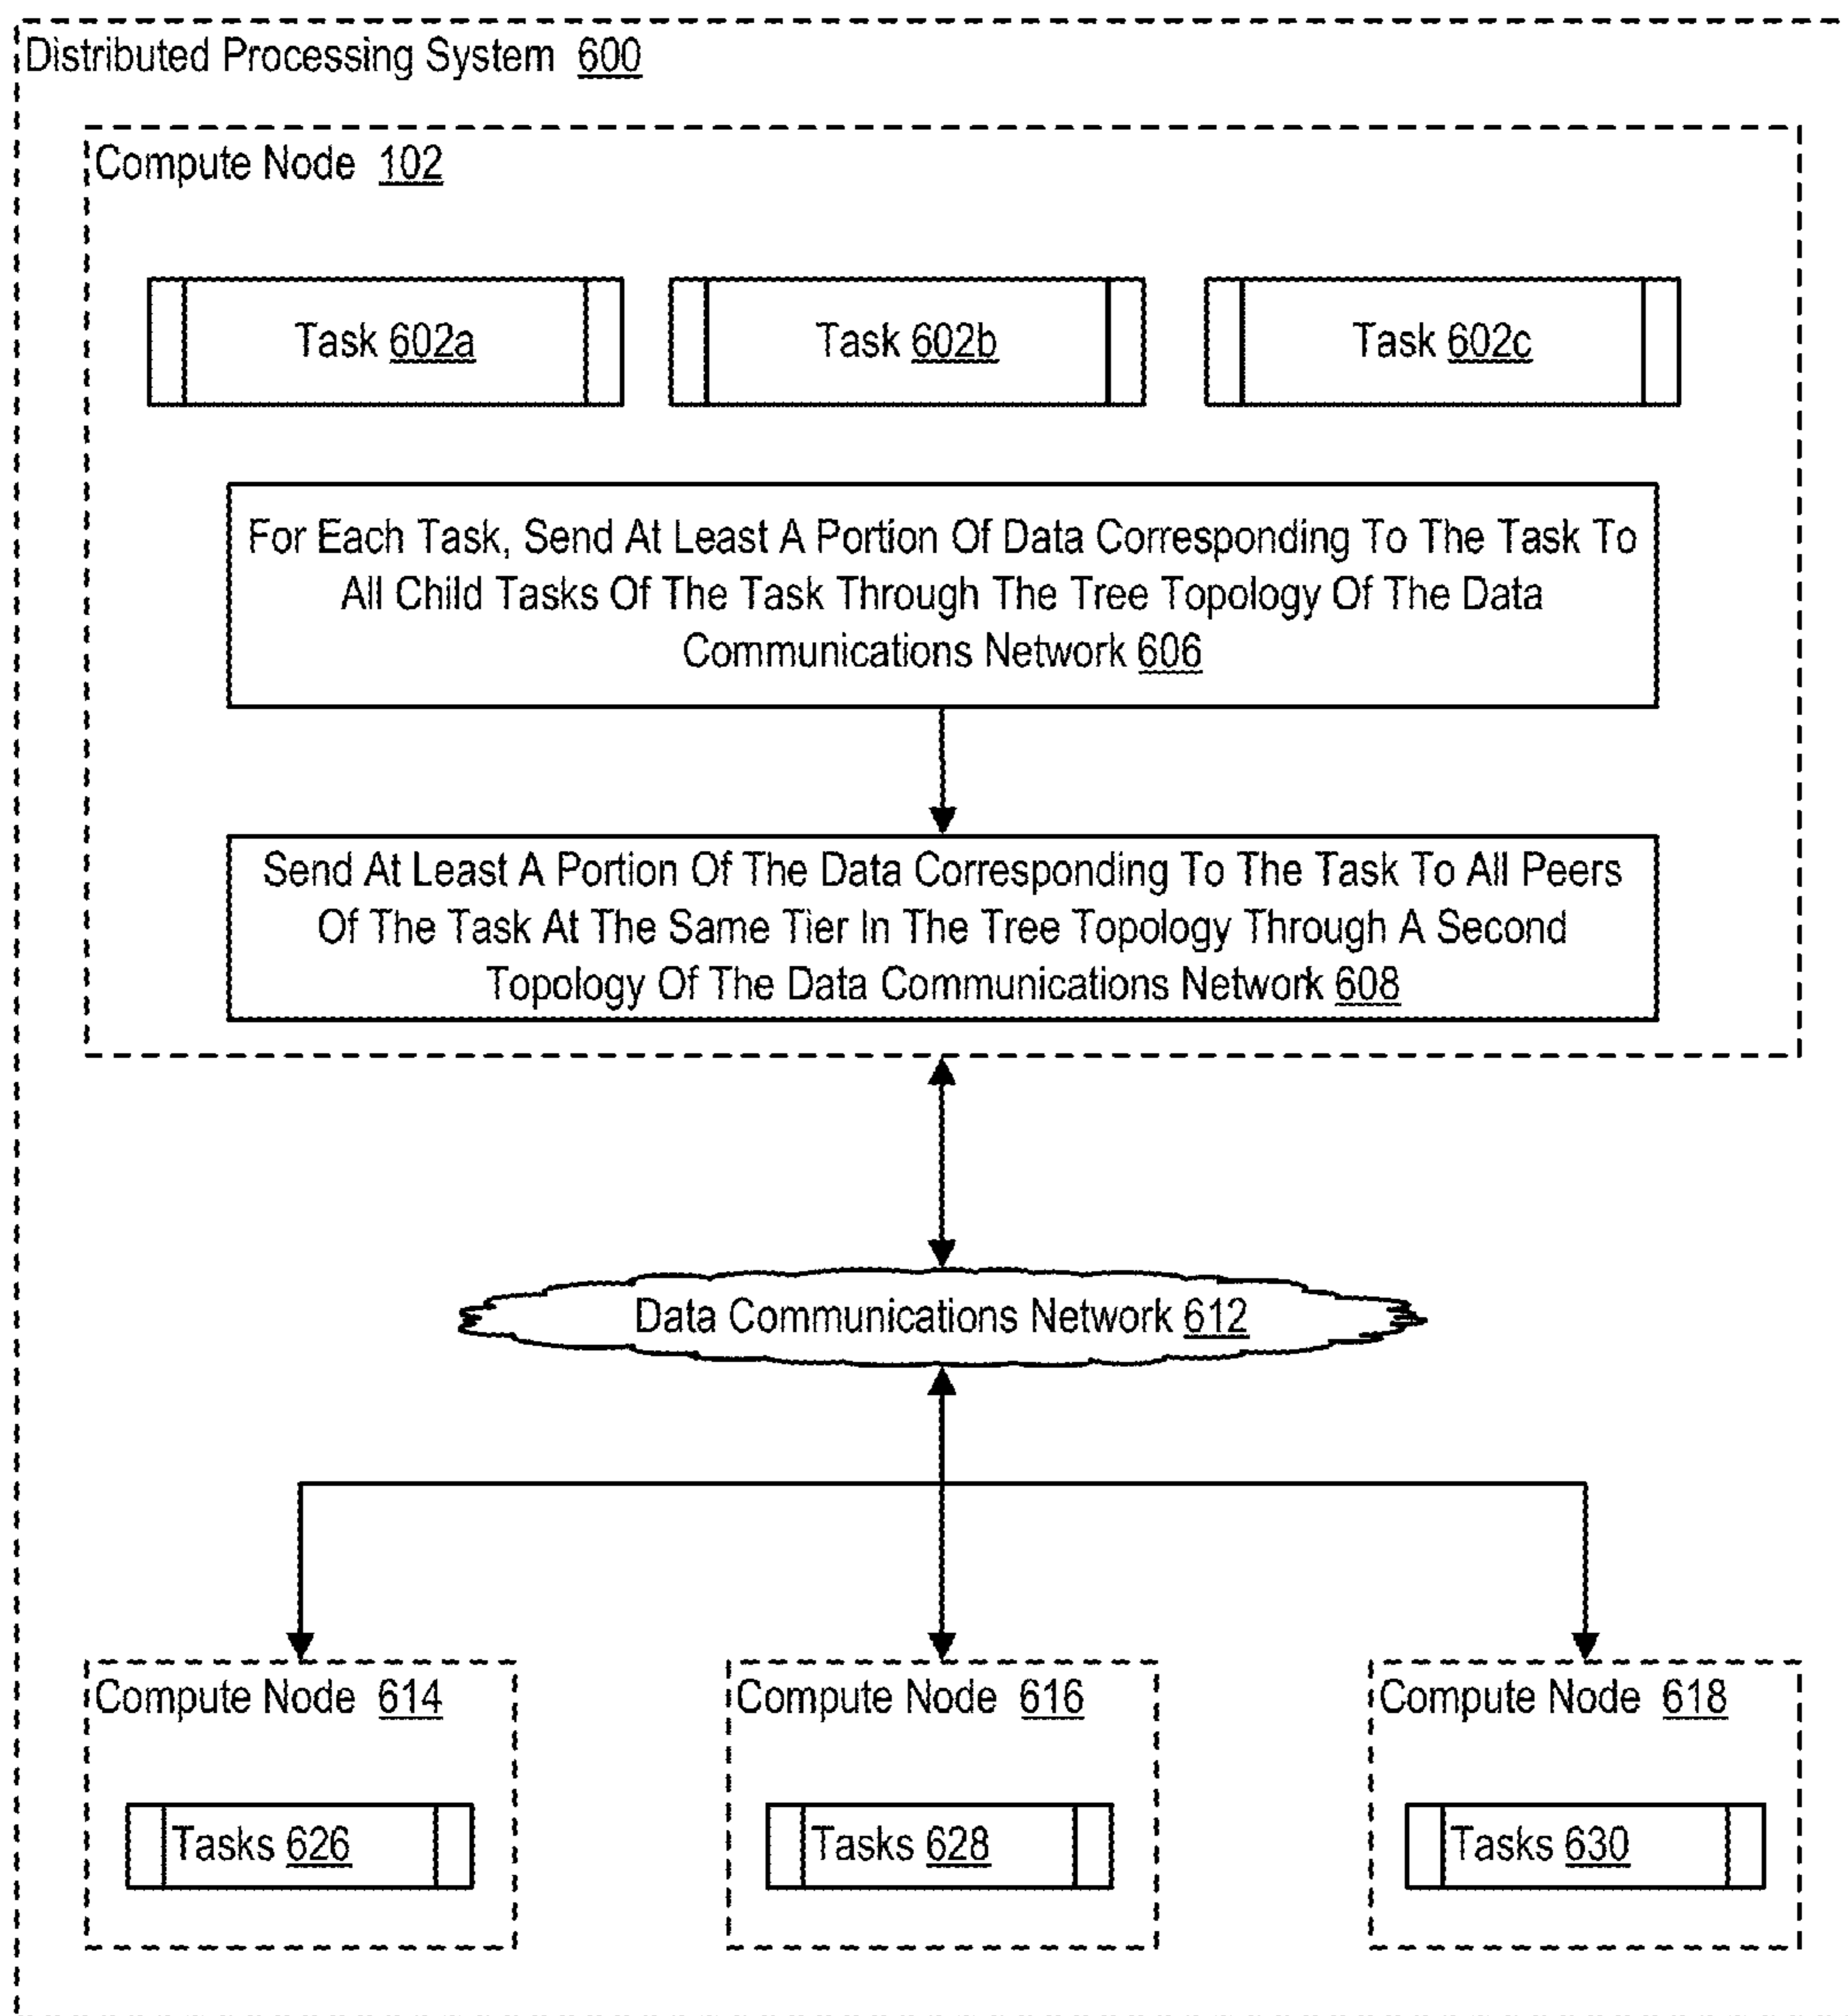 Distributed Processing System 600
Compute Node 102
Task 602a
Task 602b
Task 602c
For Each Task, Send At Least A Portion Of Data Corresponding To The Task To
All Child Tasks Of The Task Through The Tree Topology Of The Data
Communications Network 606
Send At Least A Portion Of The Data Corresponding To The Task To All Peers
Of The Task At The Same Tier In The Tree Topology Through A Second
Topology Of The Data Communications Network 608
Data Communications Network 612
Compute Node 614
Compute Node 616
Compute Node 618
Tasks 626
Tasks 628
Tasks 630